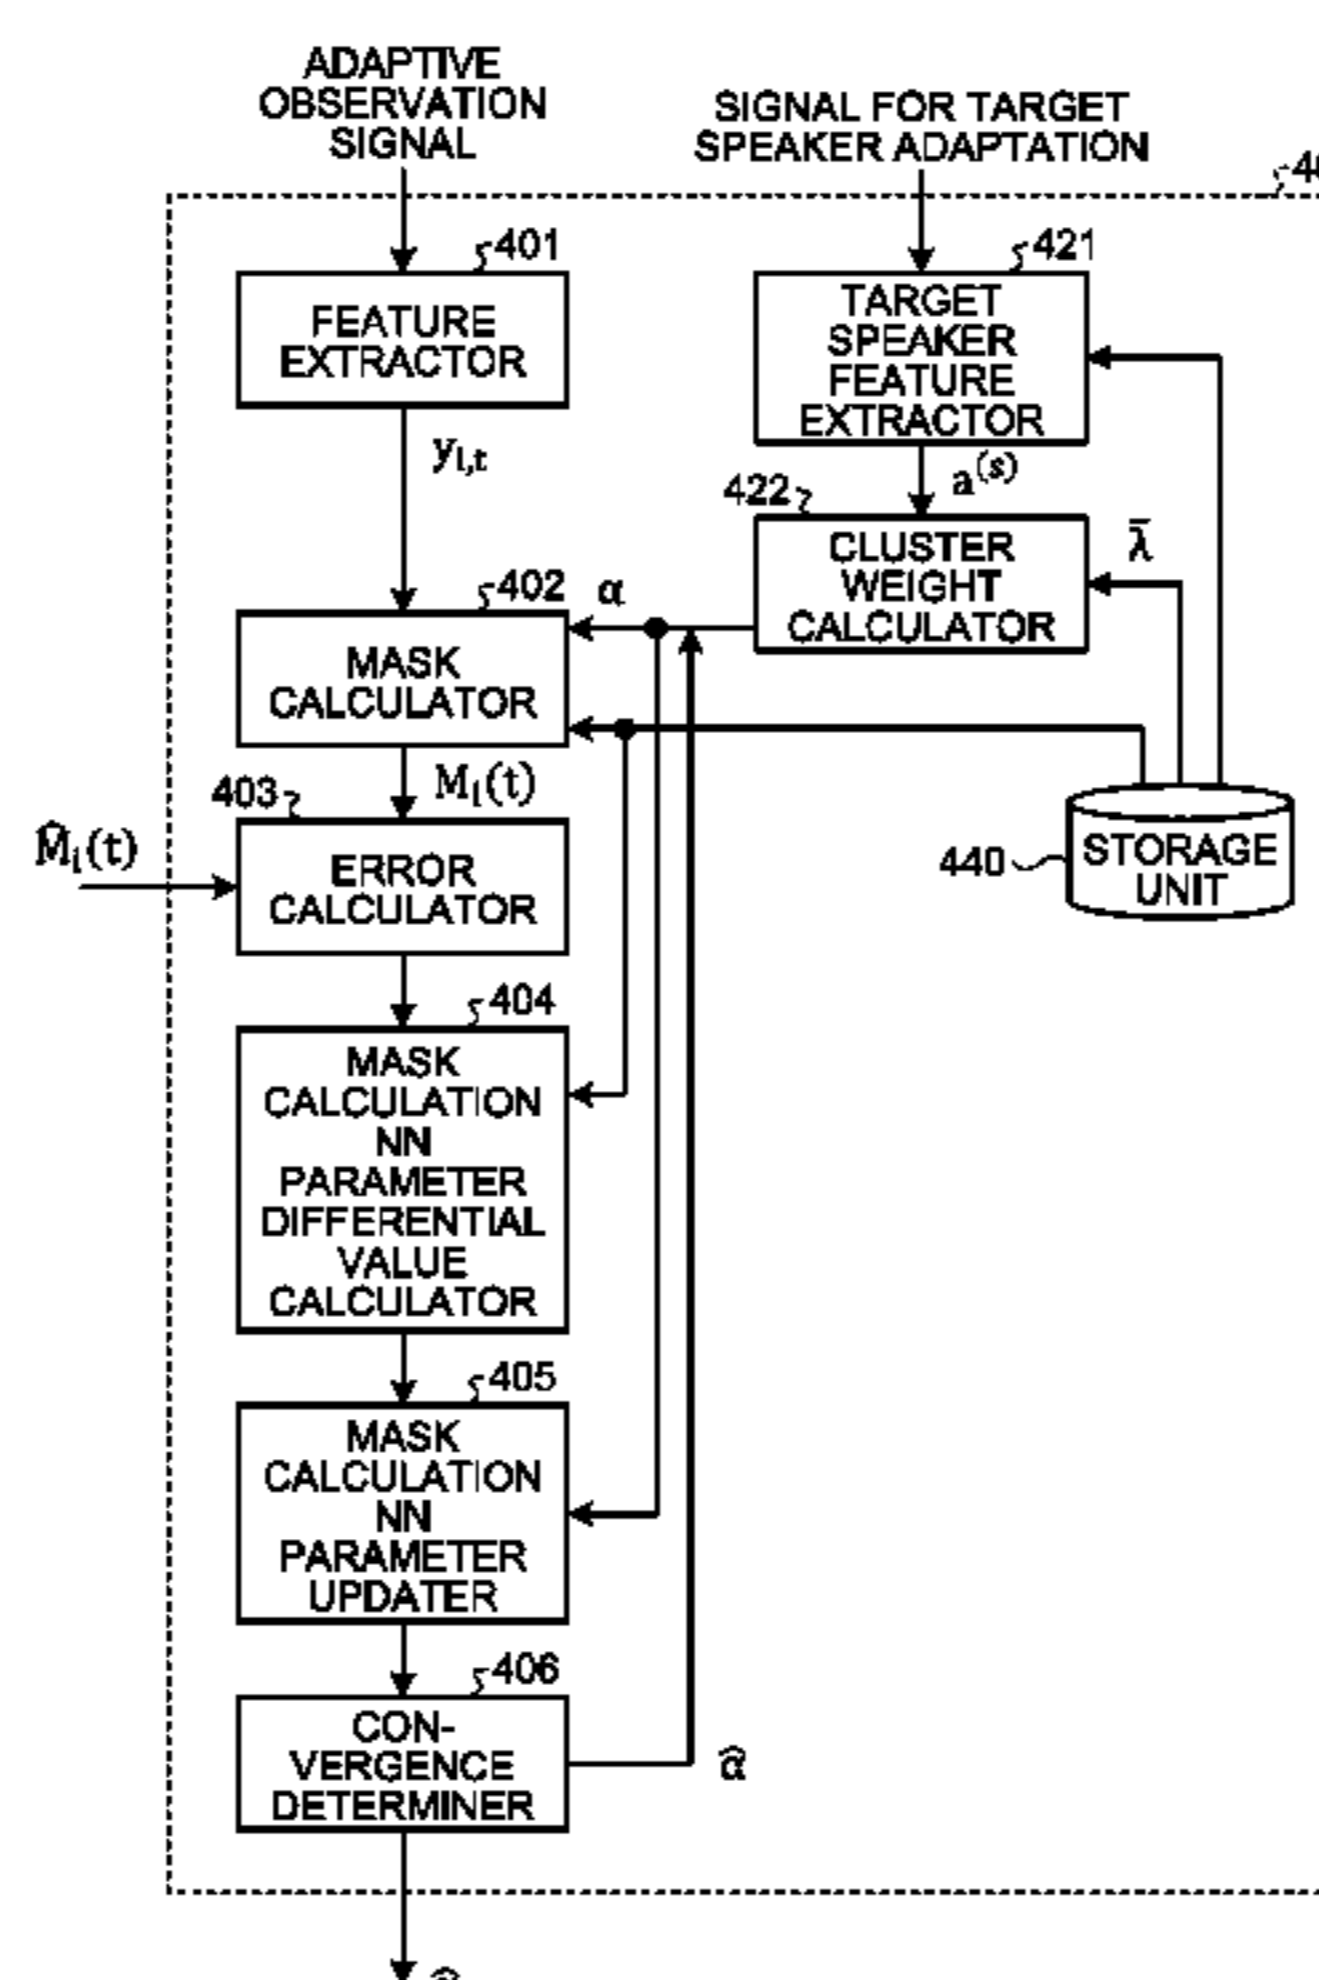 ADAPTIVE
OBSERVATION
SIGNAL
SIGNAL FOR TARGET
SPEAKER ADAPTATION
401
FEATURE
EXTRACTOR
421
TARGET
SPEAKER
FEATURE
EXTRACTOR
y_{l,t}
a^{(s)}
422
CLUSTER
WEIGHT
CALCULATOR
λ̄
402
α
MASK
CALCULATOR
M_l(t)
403
M̂_l(t)
ERROR
CALCULATOR
440
STORAGE
UNIT
404
MASK
CALCULATION
NN
PARAMETER
DIFFERENTIAL
VALUE
CALCULATOR
405
MASK
CALCULATION
NN
PARAMETER
UPDATER
406
CON-
VERGENCE
DETERMINER
α̂